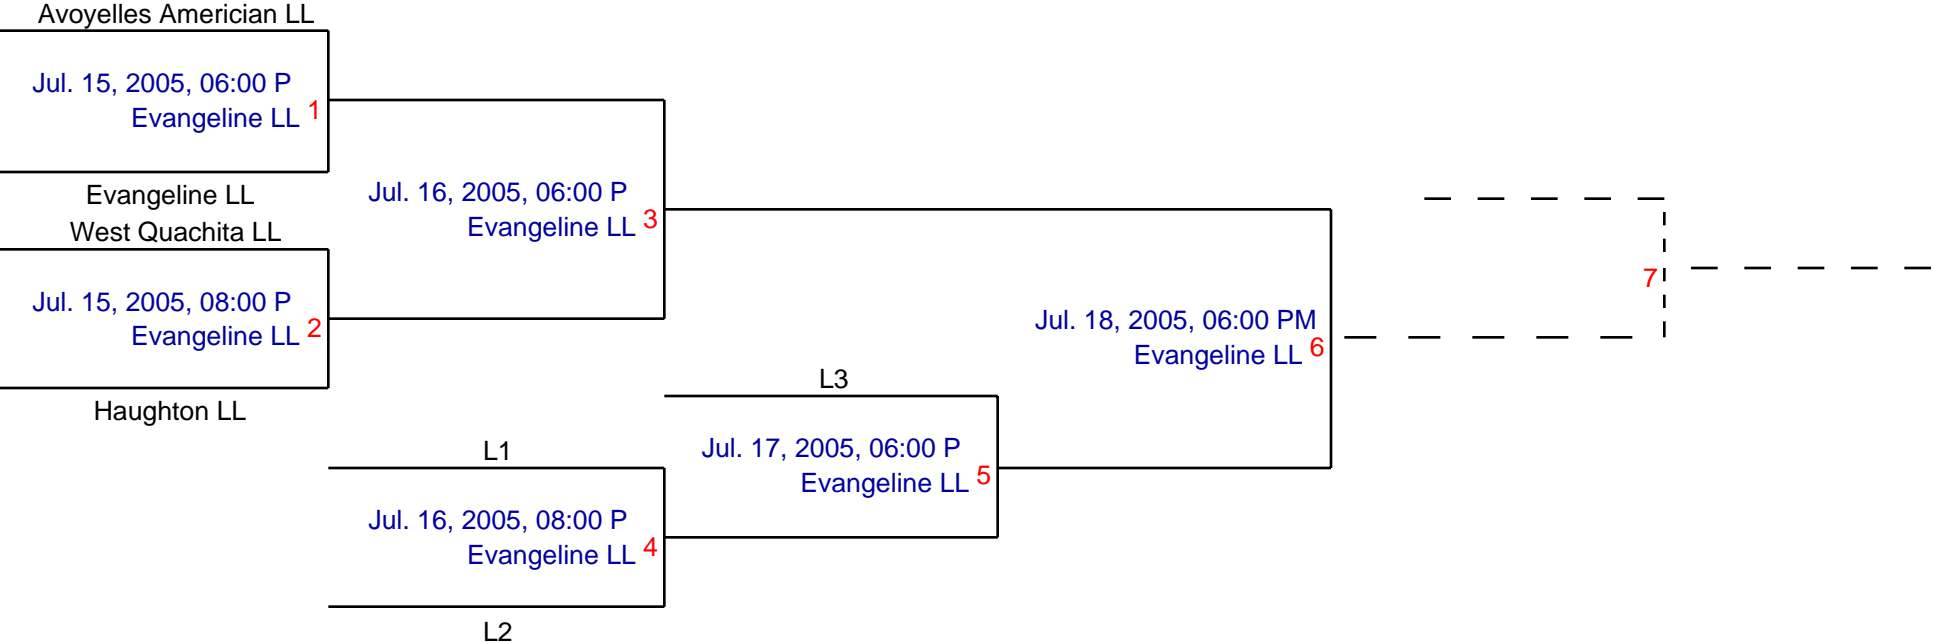 Avoyelles Americian LL
Jul. 15, 2005, 06:00 P
Evangeline LL 1
Evangeline LL
West Quachita LL
Jul. 15, 2005, 08:00 P
Evangeline LL 2
Haughton LL
Jul. 16, 2005, 06:00 P
Evangeline LL 3
L1
Jul. 16, 2005, 08:00 P
Evangeline LL 4
L2
L3
Jul. 17, 2005, 06:00 P
Evangeline LL 5
Jul. 18, 2005, 06:00 PM
Evangeline LL 6
7